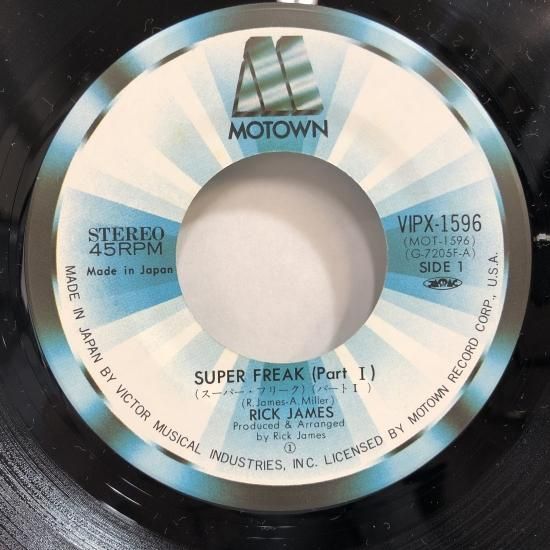 MOTOWN
STEREO
45RPM
Made in Japan
VIPX-1596
(MOT-1596)
(G-7205F-A)
SIDE 1
SUPER FREAK (Part I)
(スーパー・フリーク)(パートI)
(R.James-A.Miller)
RICK JAMES
Produced & Arranged
by Rick James
①
MADE IN JAPAN BY VICTOR MUSICAL INDUSTRIES, INC. LICENSED BY MOTOWN RECORD CORP., U.S.A.